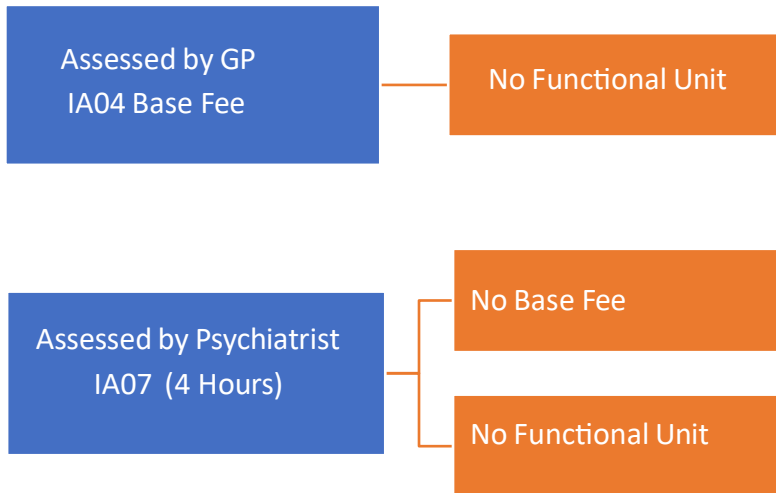 Assessed by GP
IA04 Base Fee
No Functional Unit
Assessed by Psychiatrist
IA07 (4 Hours)
No Base Fee
No Functional Unit